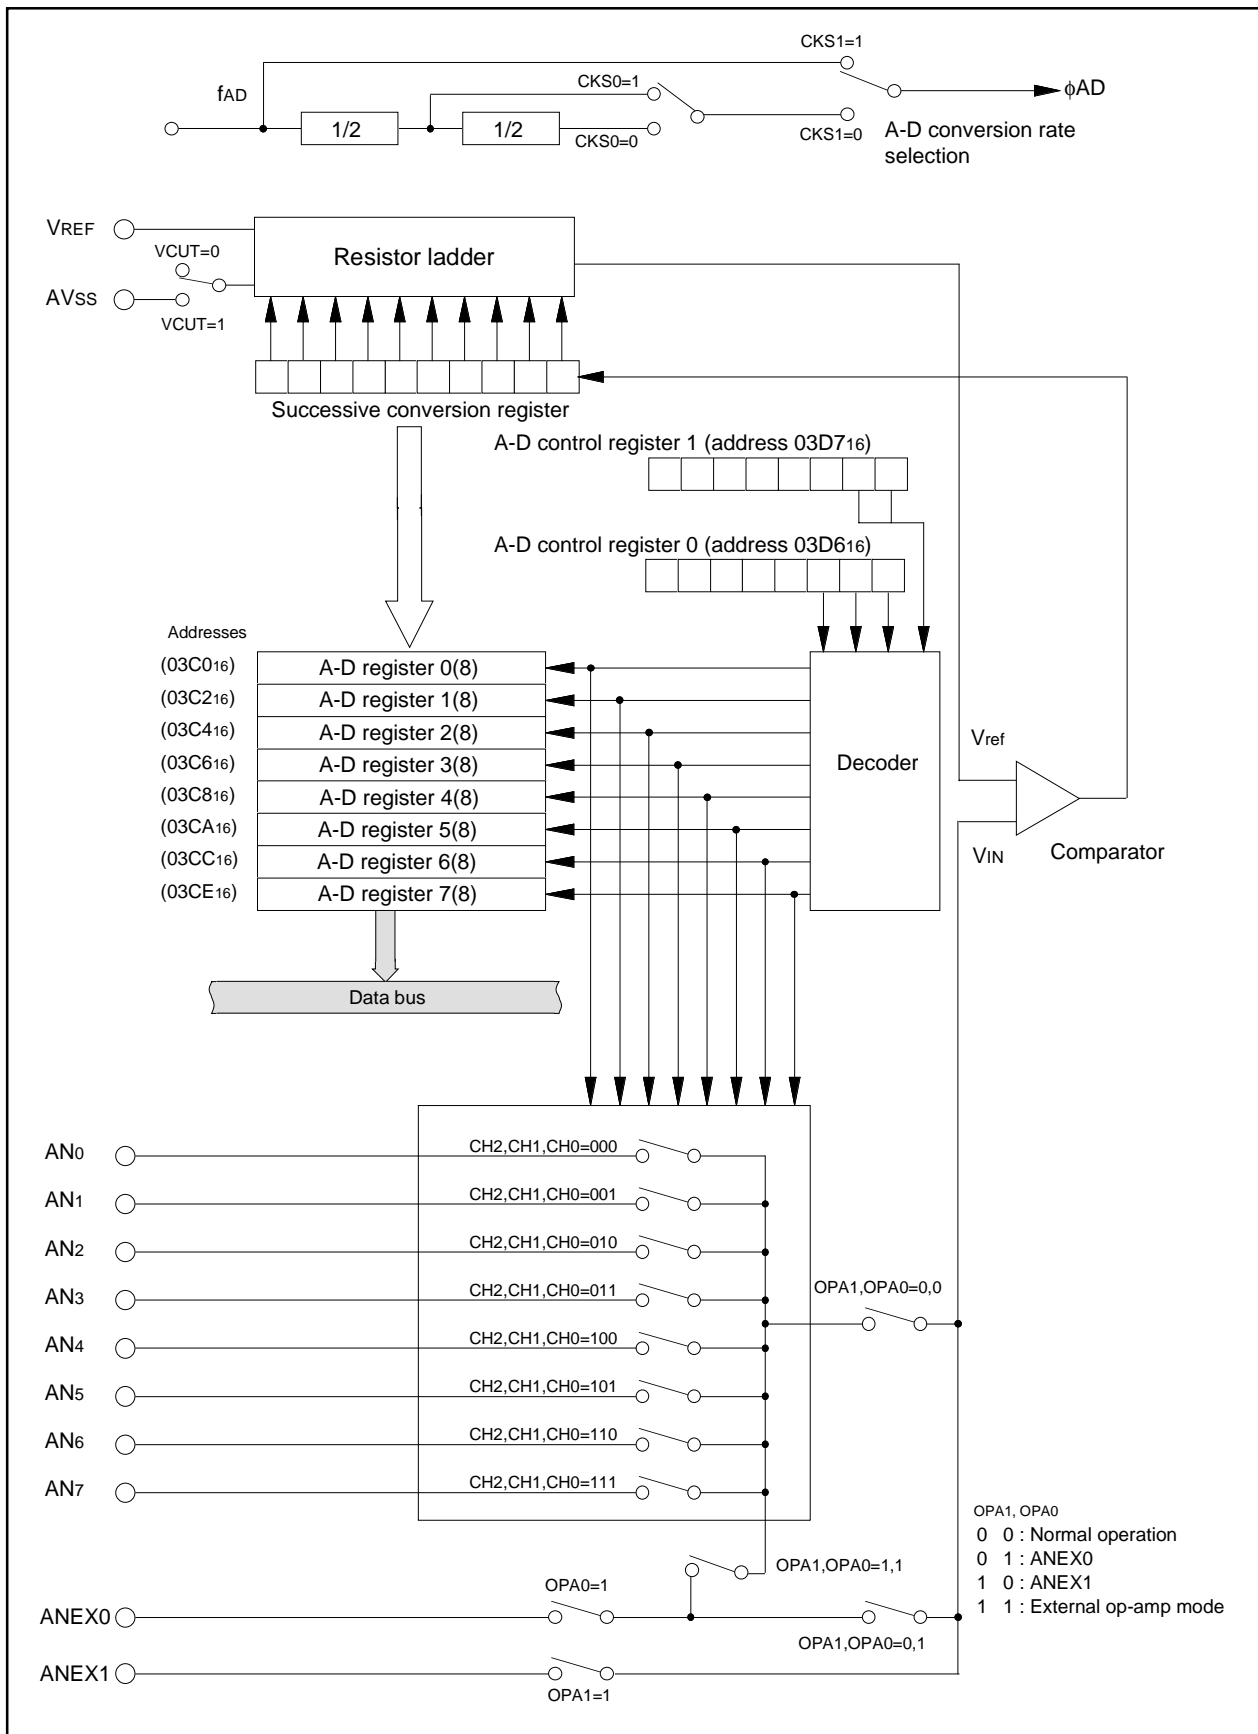 CKS1=1
fAD
CKS0=1
φAD
1/2
1/2
CKS0=0
CKS1=0
A-D conversion rate
selection
VREF
VCUT=0
Resistor ladder
AVSS
VCUT=1
Successive conversion register
A-D control register 1 (address 03D716)
A-D control register 0 (address 03D616)
Addresses
(03C016)
A-D register 0(8)
(03C216)
A-D register 1(8)
(03C416)
A-D register 2(8)
(03C616)
A-D register 3(8)
(03C816)
A-D register 4(8)
(03CA16)
A-D register 5(8)
(03CC16)
A-D register 6(8)
(03CE16)
A-D register 7(8)
Decoder
Vref
VIN
Comparator
Data bus
AN0
CH2,CH1,CH0=000
AN1
CH2,CH1,CH0=001
AN2
CH2,CH1,CH0=010
AN3
CH2,CH1,CH0=011
OPA1,OPA0=0,0
AN4
CH2,CH1,CH0=100
AN5
CH2,CH1,CH0=101
AN6
CH2,CH1,CH0=110
AN7
CH2,CH1,CH0=111
OPA1, OPA0
0 0 : Normal operation
0 1 : ANEX0
1 0 : ANEX1
1 1 : External op-amp mode
OPA1,OPA0=1,1
OPA0=1
ANEX0
OPA1,OPA0=0,1
ANEX1
OPA1=1